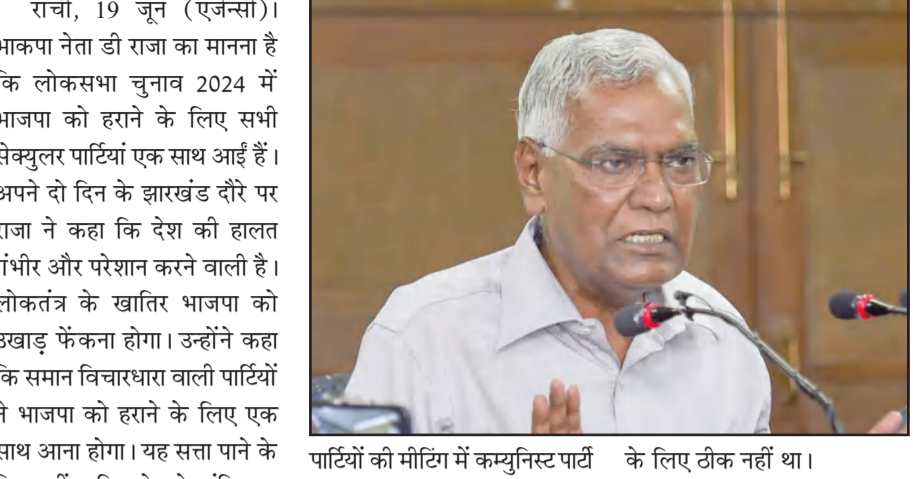 रांची, 19 जून (एजेन्सी)।
भाकपा नेता डी राजा का मानना है
कि लोकसभा चुनाव 2024 में
भाजपा को हराने के लिए सभी
सेक्युलर पार्टियां एक साथ आईं हैं।
अपने दो दिन के झारखंड दौरे पर
राजा ने कहा कि देश की हालत
गंभीर और परेशान करने वाली है।
लोकतंत्र के खातिर भाजपा को
उखाड़ फेंकना होगा। उन्होंने कहा
कि समान विचारधारा वाली पार्टियों
ने भाजपा को हराने के लिए एक
साथ आना होगा। यह सत्ता पाने के
पार्टियों की मीटिंग में कम्युनिस्ट पार्टी
के लिए ठीक नहीं था।